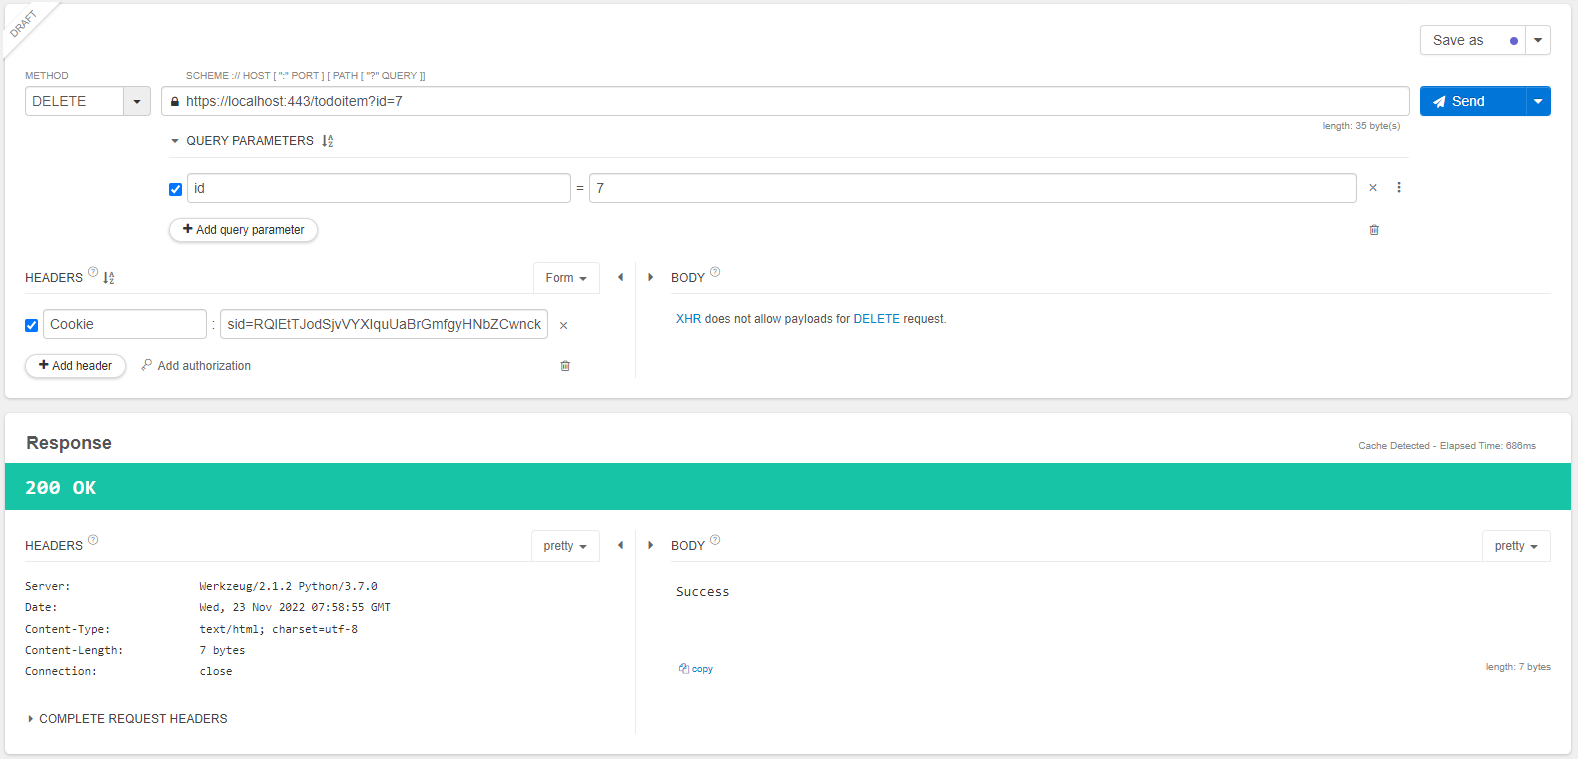 DRAFT
Save as
METHOD
SCHEME :// HOST [ ":" PORT ] [ PATH [ "?" QUERY ]]
DELETE
https://localhost:443/todoitem?id=7
Send
length: 35 byte(s)
QUERY PARAMETERS
id = 7
Add query parameter
HEADERS
Form
BODY
Cookie : sid=RQIEtTJodSjvVYXlquUaBrGmfgyHNbZCwnck
XHR does not allow payloads for DELETE request.
Add header
Add authorization
Response
Cache Detected - Elapsed Time: 686ms
200 OK
HEADERS
pretty
BODY
pretty
Server: Werkzeug/2.1.2 Python/3.7.0
Date: Wed, 23 Nov 2022 07:58:55 GMT
Content-Type: text/html; charset=utf-8
Content-Length: 7 bytes
Connection: close
Success
copy
length: 7 bytes
COMPLETE REQUEST HEADERS